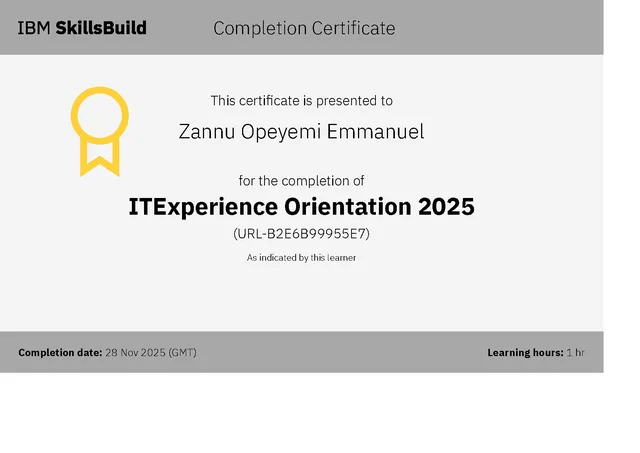 IBM SkillsBuild
Completion Certificate
This certificate is presented to
Zannu Opeyemi Emmanuel
for the completion of
ITExperience Orientation 2025
(URL-B2E6B99955E7)
As indicated by this learner
Completion date: 28 Nov 2025 (GMT)
Learning hours: 1 hr